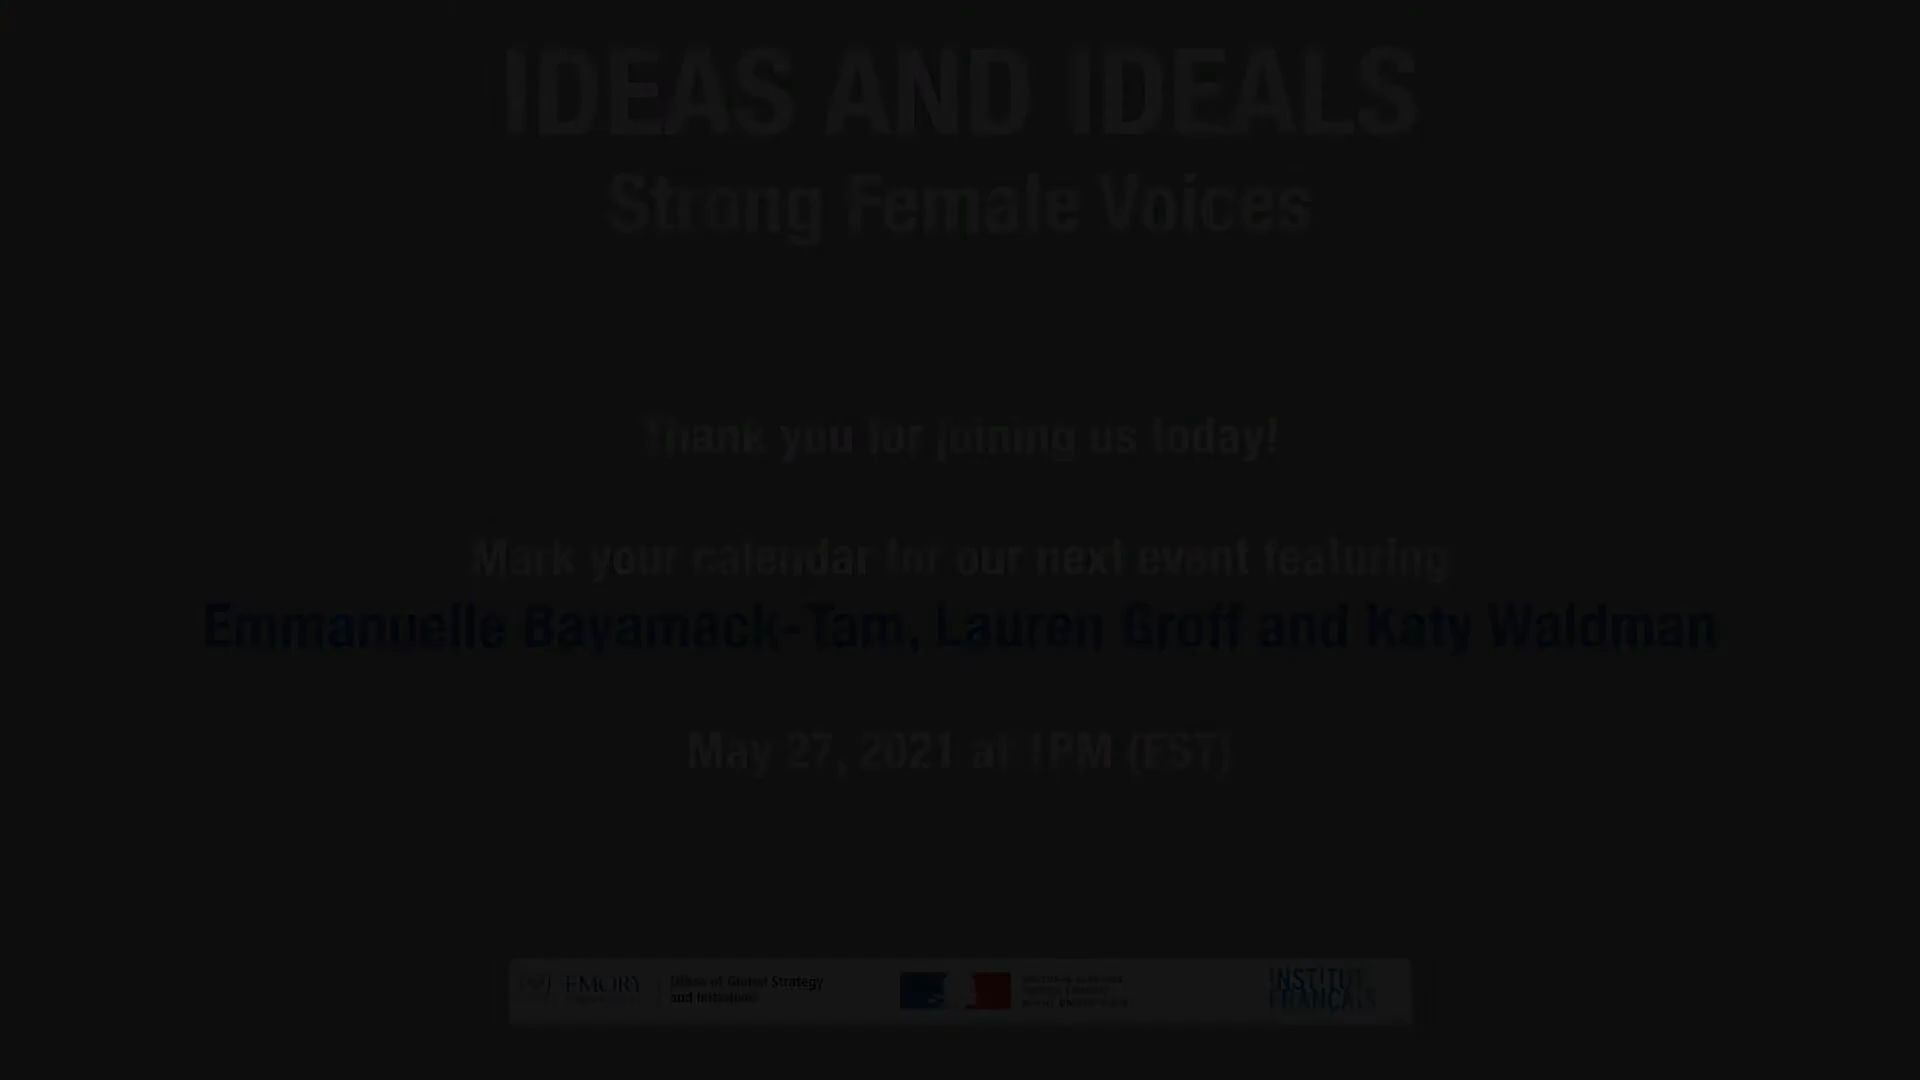 IDEAS AND IDEALS
Strong Female Voices
Thank you for joining us today!
Mark your calendar for our next event featuring
Emmanuelle Bayamack-Tam, Lauren Groff and Katy Waldman
May 27, 2021 at 1PM (EST)
EMORY
Office of Global Strategy
and Initiatives
INSTITUT
FRANÇAIS